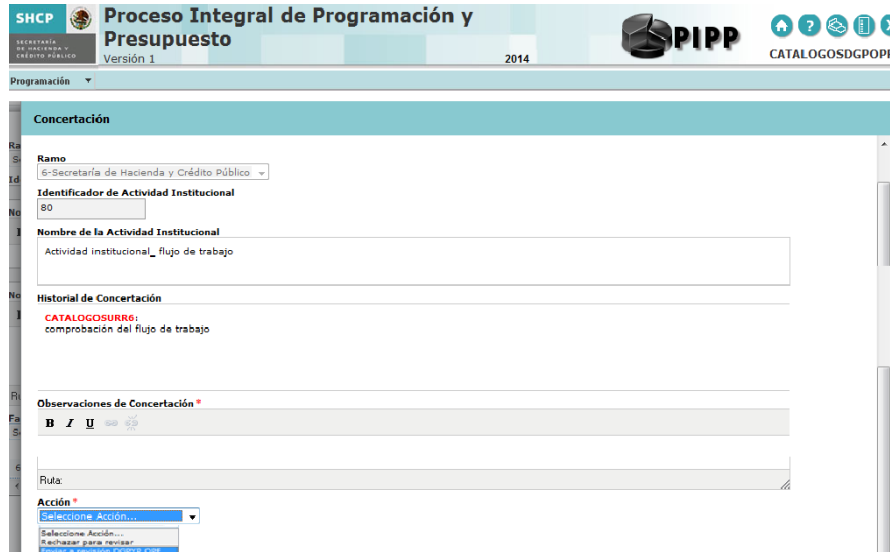 SHCP
SECRETARÍA
DE HACIENDA Y
CRÉDITO PÚBLICO
Proceso Integral de Programación y
Presupuesto
Versión 1
2014
PIPP
?
Programación
Concertación
Ramo
6-Secretaría de Hacienda y Crédito Público
Identificador de Actividad Institucional
80
Nombre de la Actividad Institucional
Actividad institucional_ flujo de trabajo
Historial de Concertación
CATALOGOSURR6:
comprobación del flujo de trabajo
Observaciones de Concertación *
B I U
Ruta:
Acción *
Seleccione Acción...
Seleccione Acción...
Rechazar para revisar
Enviar a revisión